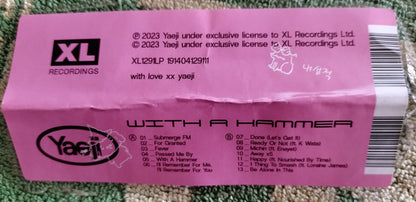 XL
RECORDINGS
℗ 2023 Yaeji under exclusive license to XL Recordings Ltd.
© 2023 Yaeji under exclusive license to XL Recordings Ltd.
XL1291LP 191404129111
with love xx yaeji
WITH A HAMMER
Yaeji
A
01 ... Submerge FM
02 ... For Granted
03 ... Fever
04 ... Passed Me By
05 ... With A Hammer
06 ... I'll Remember For Me,
I'll Remember For You
B
07 ... Done (Let's Get It)
08 ... Ready Or Not (ft. K Wata)
09 ... Michin (ft. Enayet)
10 ... Away x5
11 ... Happy (ft. Nourished By Time)
12 ... 1 Thing To Smash (ft. Loraine James)
13 ... Be Alone In This